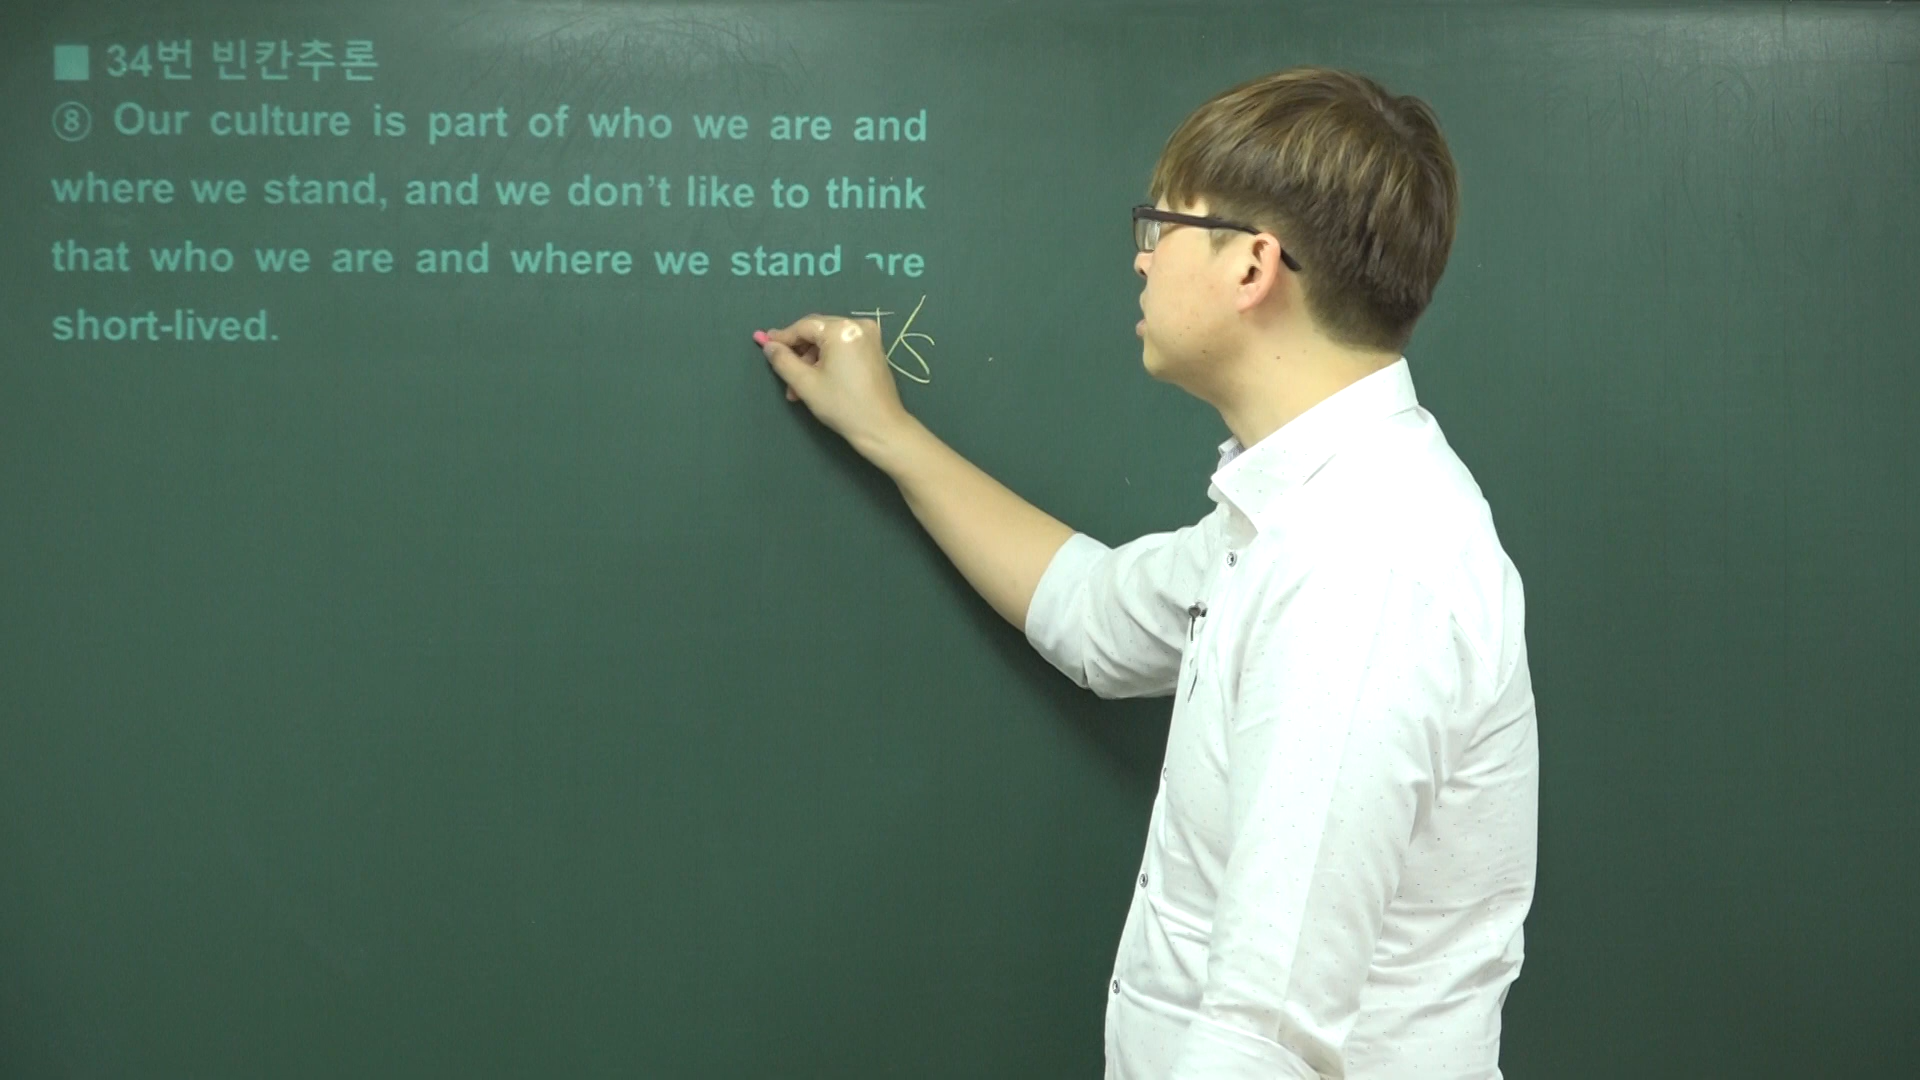 ■ 34번 빈칸추론
⑧ Our culture is part of who we are and
where we stand, and we don't like to think
that who we are and where we stand are
short-lived.